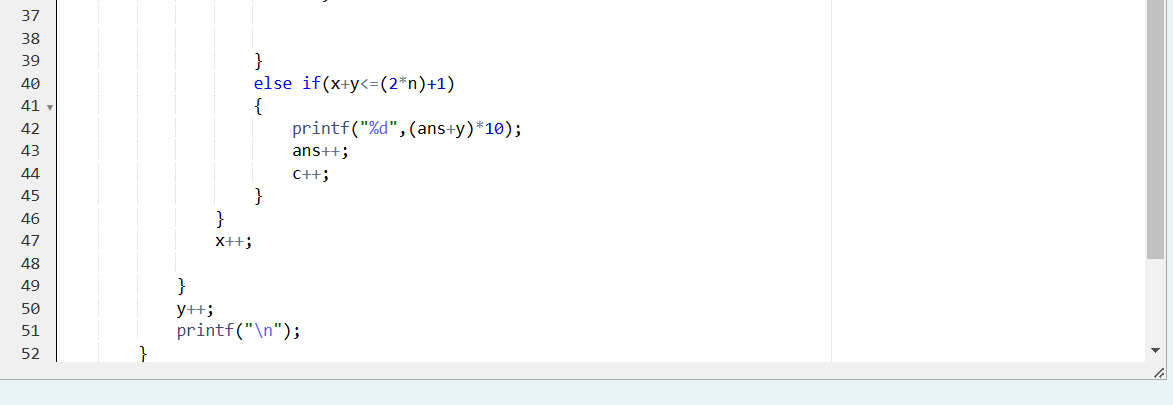 37
38
39 }
40 else if(x+y<=(2*n)+1)
41 {
42 printf("%d",(ans+y)*10);
43 ans++;
44 c++;
45 }
46 }
47 x++;
48
49 }
50 y++;
51 printf("\n");
52 }